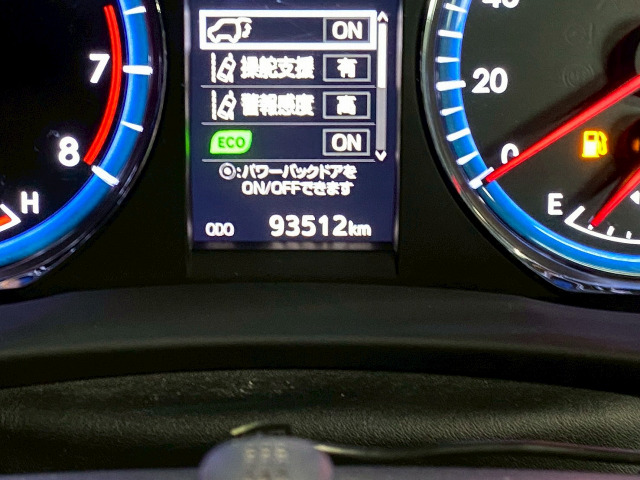 ON
操舵支援 有
警報感度 高
ECO ON
:パワーバックドアを
ON/OFFできます
ODO 93512km
7
8
H
20
0
E